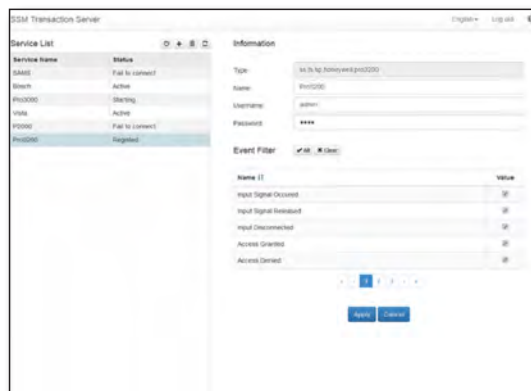 SSM Transaction Server
English
Log out
Service List
Service Name Status
SAMS Fail to connect
Biotech Active
Pro3000 Starting
Vista Active
P2000 Fail to connect
Pro3200
Information
Type:
Name: Pro3200
Username: admin
Password: ****
Event Filter All Clear
Name Value
Input Signal Occured
Input Signal Released
Input Disconnected
Access Granted
Access Denied
1 2 3
Apply Cancel